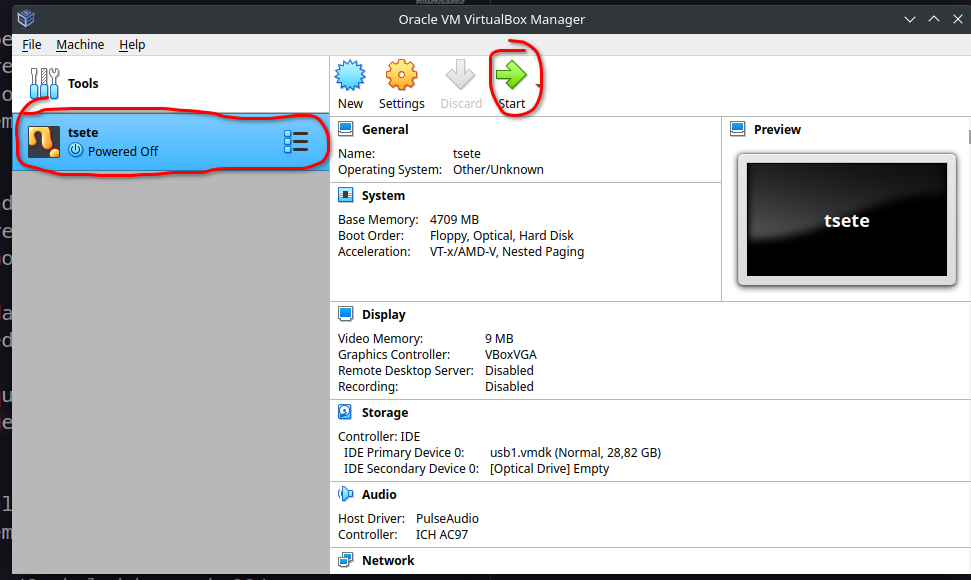 Oracle VM VirtualBox Manager
File Machine Help
Tools
New Settings Discard Start
tsete
Powered Off
General
Name: tsete
Operating System: Other/Unknown
System
Base Memory: 4709 MB
Boot Order: Floppy, Optical, Hard Disk
Acceleration: VT-x/AMD-V, Nested Paging
Preview
tsete
Display
Video Memory: 9 MB
Graphics Controller: VBoxVGA
Remote Desktop Server: Disabled
Recording: Disabled
Storage
Controller: IDE
IDE Primary Device 0: usb1.vmdk (Normal, 28,82 GB)
IDE Secondary Device 0: [Optical Drive] Empty
Audio
Host Driver: PulseAudio
Controller: ICH AC97
Network